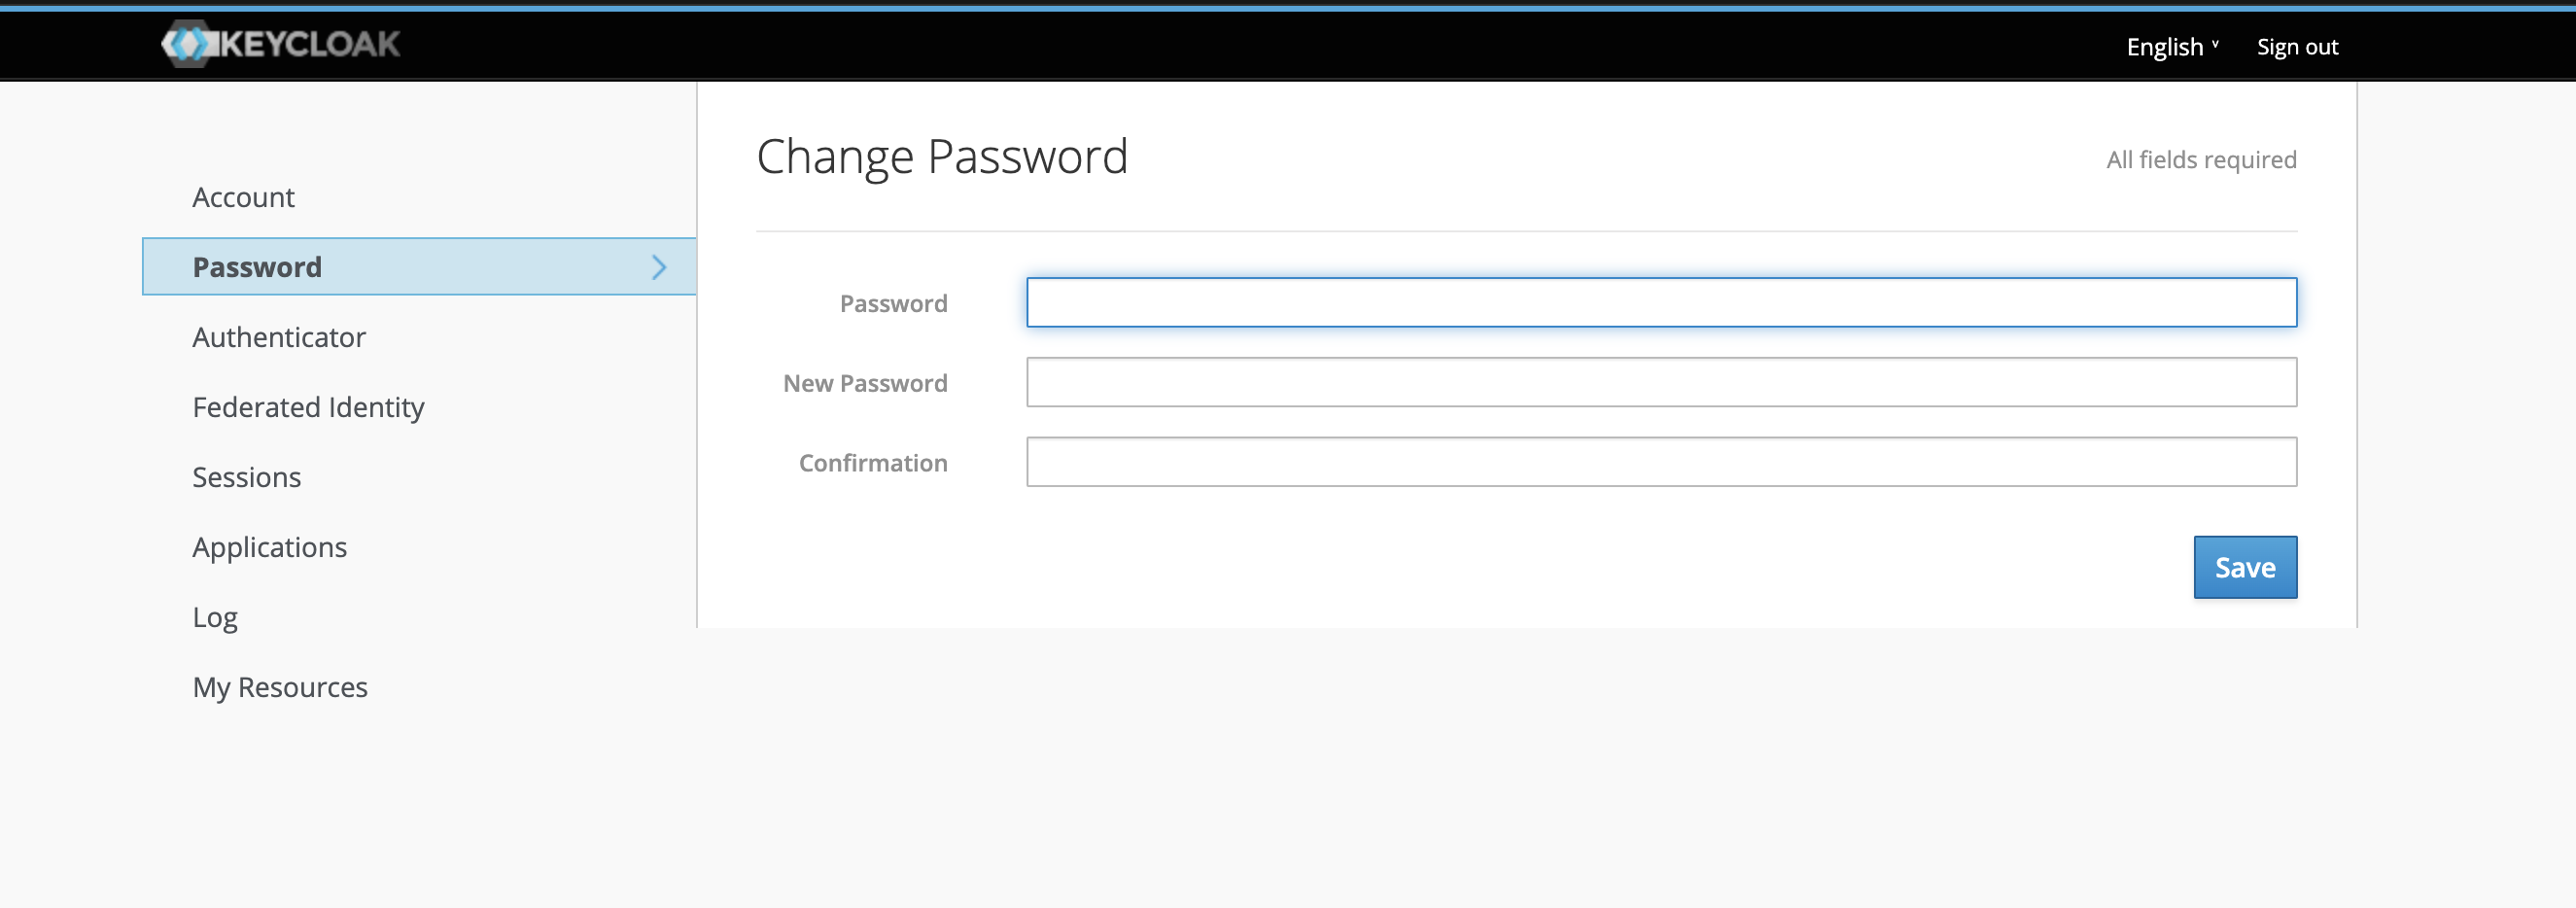 KEYCLOAK
English
Sign out
Account
Password
Authenticator
Federated Identity
Sessions
Applications
Log
My Resources
Change Password
All fields required
Password
New Password
Confirmation
Save